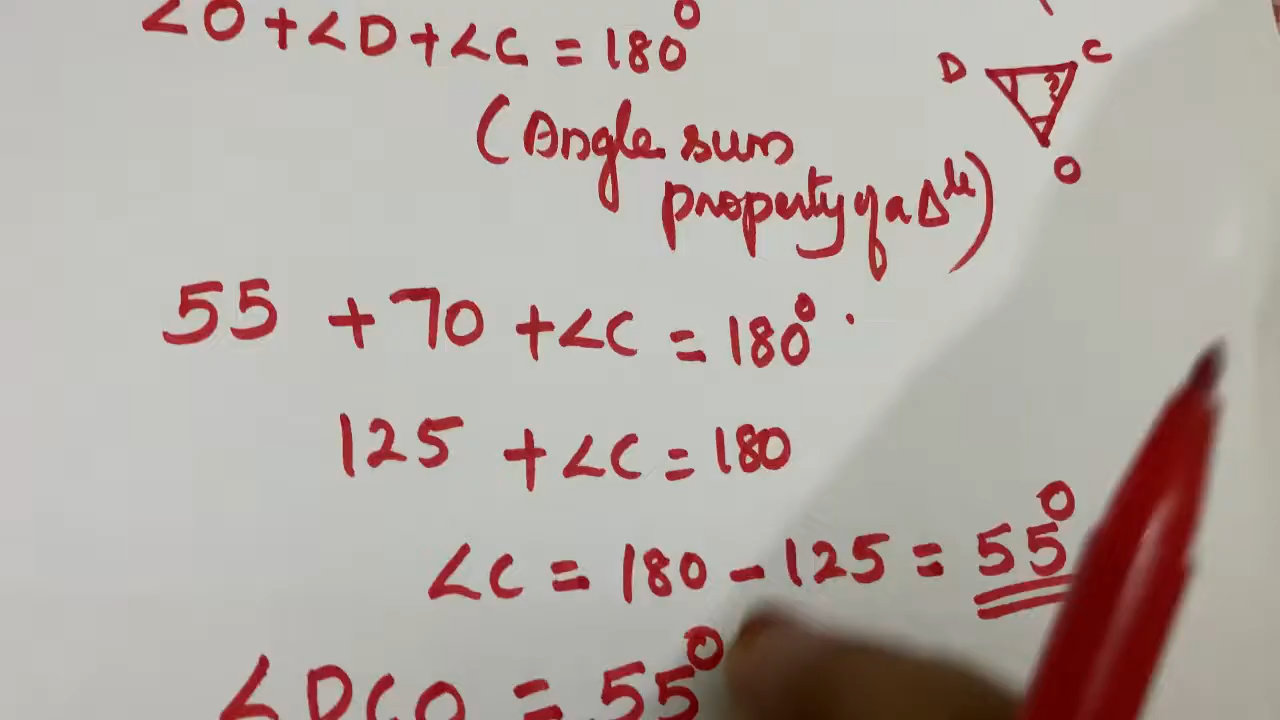 ∠O + ∠D + ∠C = 180°
D
C
O
(Angle sum
property of a Δle)
55 + 70 + ∠C = 180°.
125 + ∠C = 180
∠C = 180 - 125 = 55°
∠DCO = 55°